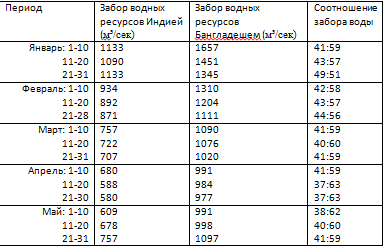 Период Забор водных ресурсов Индией (м³/сек) Забор водных ресурсов Бангладешем (м³/сек) Соотношение забора воды
Январь: 1-10 1133 1657 41:59
11-20 1090 1451 43:57
21-31 1133 1345 49:51
Февраль: 1-10 934 1310 42:58
11-20 892 1204 43:57
21-28 871 1111 44:56
Март: 1-10 757 1090 41:59
11-20 722 1076 40:60
21-31 707 1020 41:59
Апрель: 1-10 680 991 41:59
11-20 588 984 37:63
21-30 580 977 37:63
Май: 1-10 609 991 38:62
11-20 678 998 40:60
21-31 757 1097 41:59